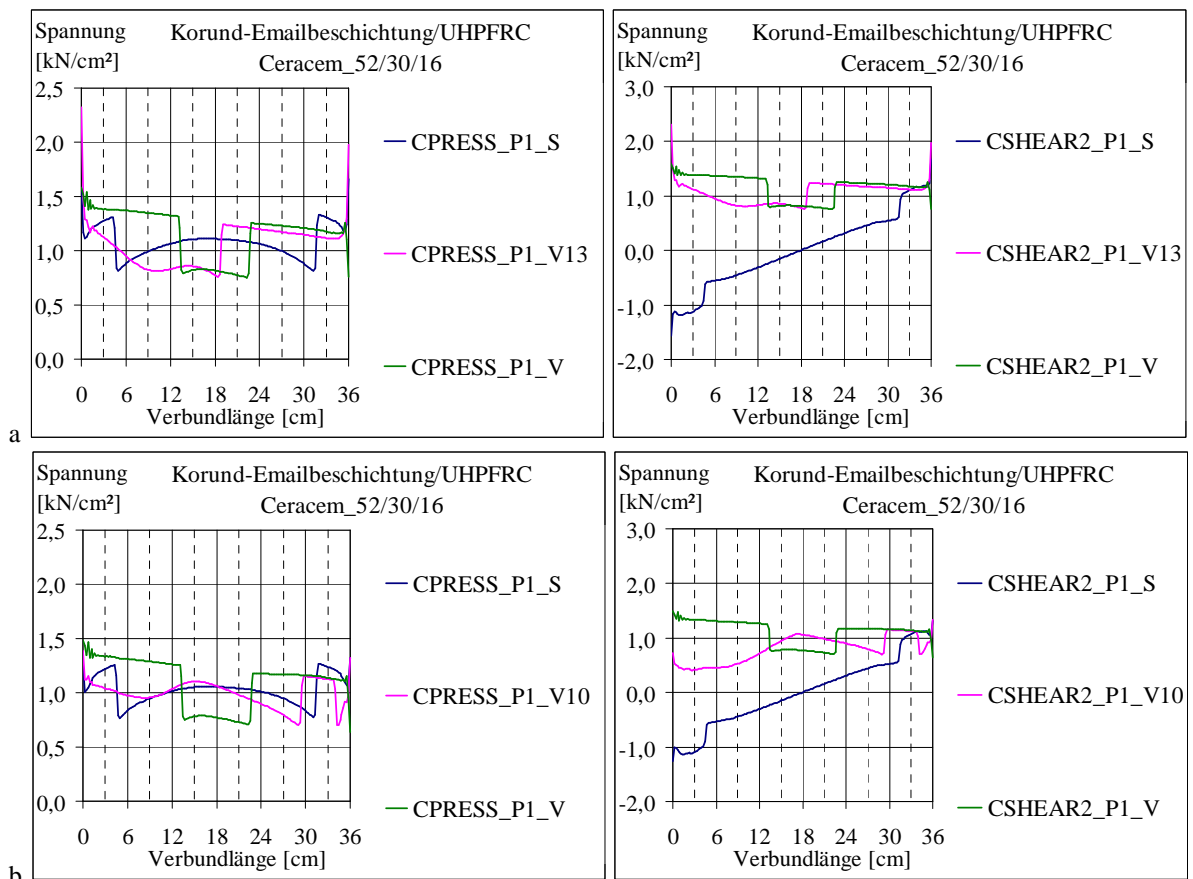 Spannung
[kN/cm²]
Korund-Emailbeschichtung/UHPFRC
Ceracem_52/30/16
2,5
2,0
1,5
1,0
0,5
0,0
0 6 12 18 24 30 36
Verbundlänge [cm]
CPRESS_P1_S
CPRESS_P1_V13
CPRESS_P1_V
Spannung
[kN/cm²]
Korund-Emailbeschichtung/UHPFRC
Ceracem_52/30/16
3,0
2,0
1,0
0,0
-1,0
-2,0
0 6 12 18 24 30 36
Verbundlänge [cm]
CSHEAR2_P1_S
CSHEAR2_P1_V13
CSHEAR2_P1_V
a
Spannung
[kN/cm²]
Korund-Emailbeschichtung/UHPFRC
Ceracem_52/30/16
2,5
2,0
1,5
1,0
0,5
0,0
0 6 12 18 24 30 36
Verbundlänge [cm]
CPRESS_P1_S
CPRESS_P1_V10
CPRESS_P1_V
Spannung
[kN/cm²]
Korund-Emailbeschichtung/UHPFRC
Ceracem_52/30/16
3,0
2,0
1,0
0,0
-1,0
-2,0
0 6 12 18 24 30 36
Verbundlänge [cm]
CSHEAR2_P1_S
CSHEAR2_P1_V10
CSHEAR2_P1_V
b